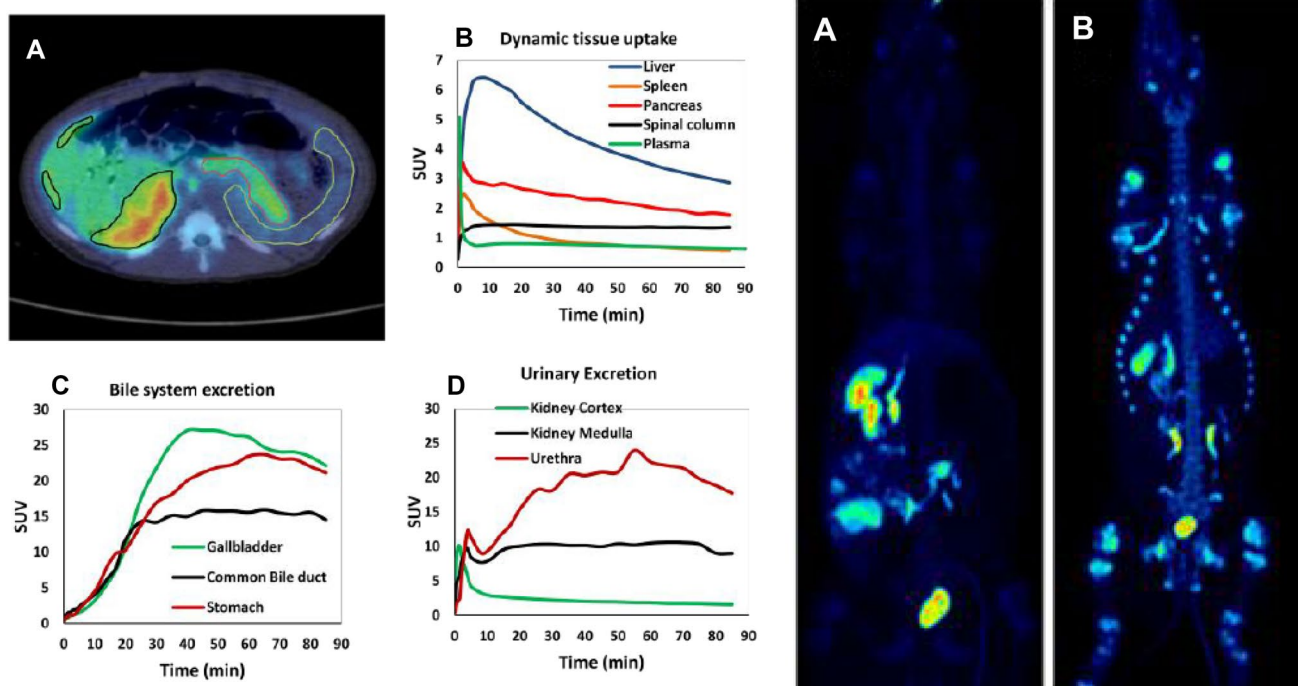 A
B
Dynamic tissue uptake
7
6
5
4
3
2
1
0
SUV
Liver
Spleen
Pancreas
Spinal column
Plasma
0 10 20 30 40 50 60 70 80 90
Time (min)
C
Bile system excretion
30
25
20
15
10
5
0
SUV
Gallbladder
Common Bile duct
Stomach
0 10 20 30 40 50 60 70 80 90
Time (min)
D
Urinary Excretion
30
25
20
15
10
5
0
SUV
Kidney Cortex
Kidney Medulla
Urethra
0 10 20 30 40 50 60 70 80 90
Time (min)
A
B